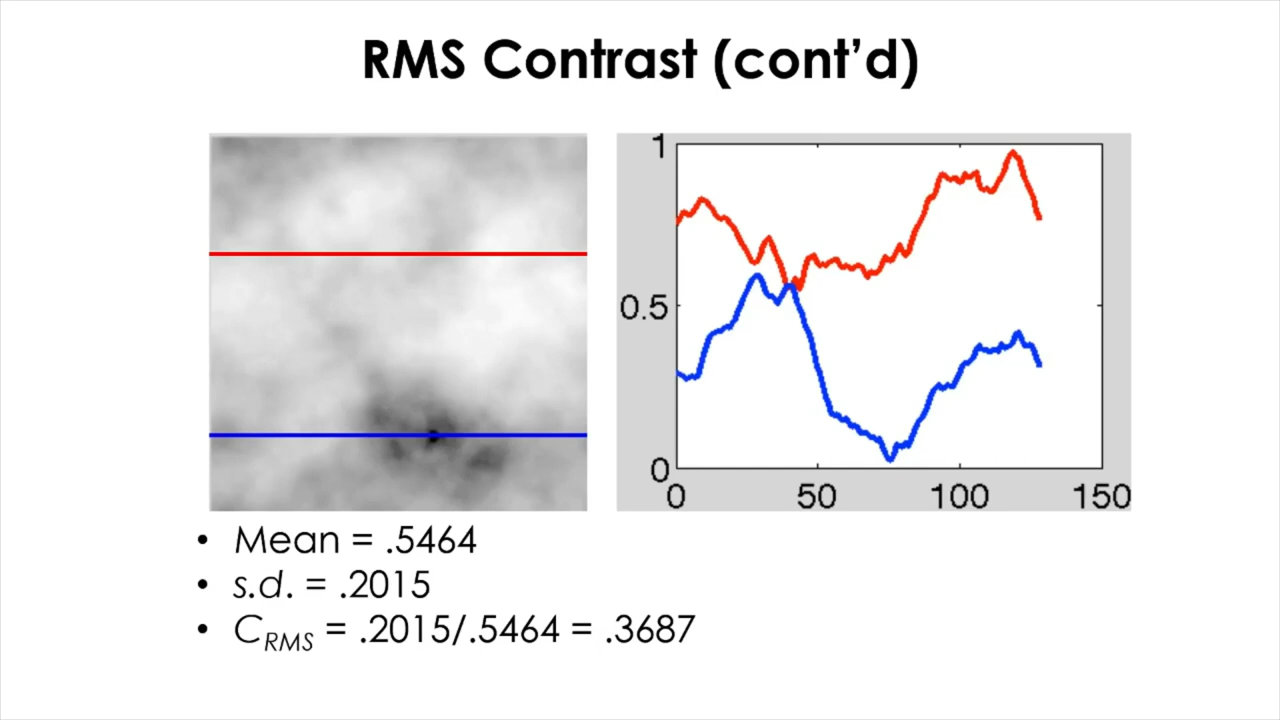 RMS Contrast (cont’d)
1
0.5
0
0 50 100 150
• Mean = .5464
• s.d. = .2015
• C_RMS = .2015/.5464 = .3687